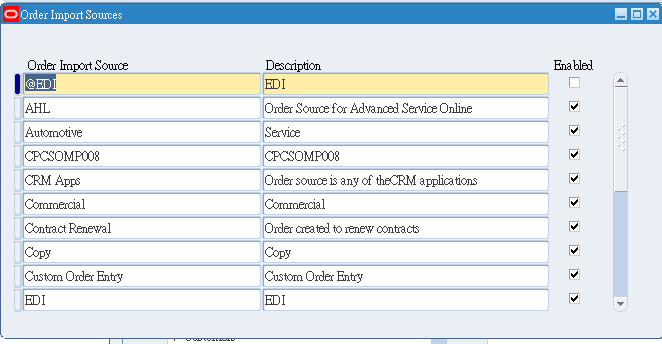 Order Import Sources
Order Import Source Description Enabled
@EDI EDI
AHL Order Source for Advanced Service Online
Automotive Service
CPCSOMP008 CPCSOMP008
CRM Apps Order source is any of theCRM applications
Commercial Commercial
Contract Renewal Order created to renew contracts
Copy Copy
Custom Order Entry Custom Order Entry
EDI EDI